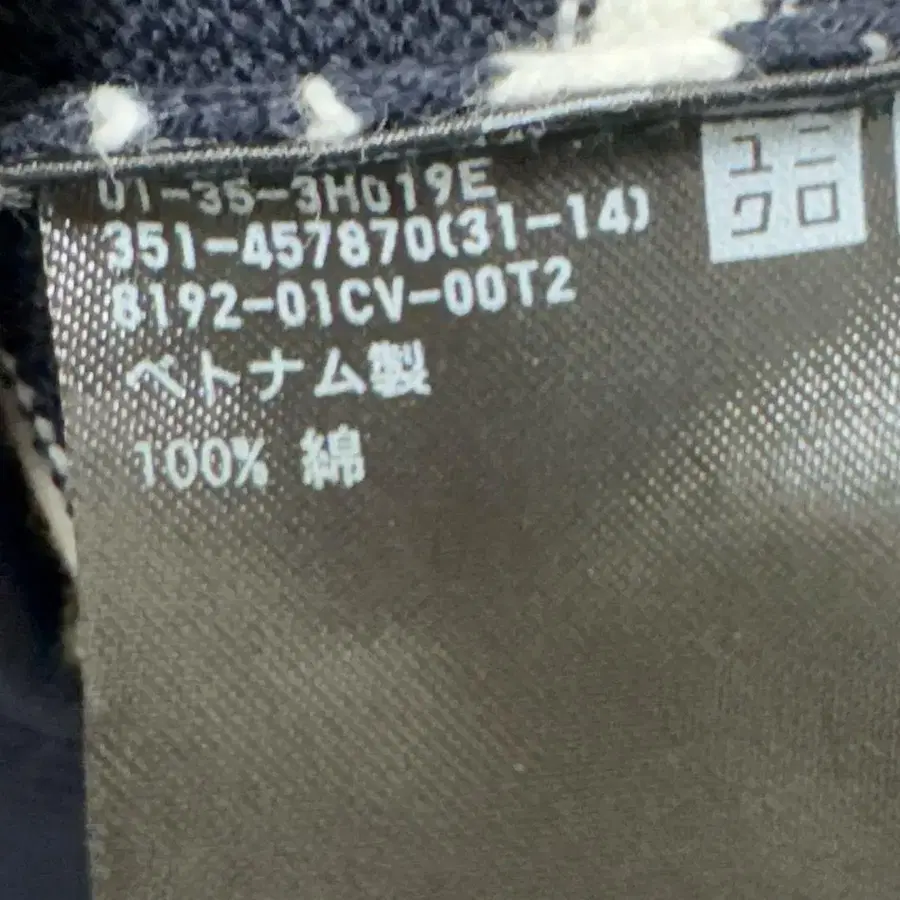 01-35-3H019E
351-457870(31-14)
8192-01CV-00T2
ベトナム製
100% 綿
ユニ
クロ